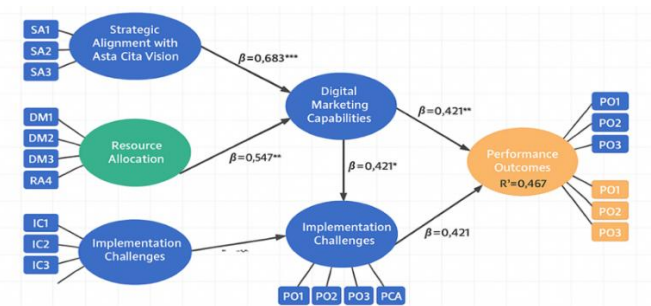 SA1
SA2
SA3
Strategic
Alignment with
Asta Cita Vision
β=0,683***
DM1
DM2
DM3
RA4
Resource
Allocation
β=0,547**
Digital
Marketing
Capabilities
β=0,421**
β=0,421*
PO1
PO2
PO3
Performance
Outcomes
R'=0,467
PO1
PO2
PO3
IC1
IC2
IC3
Implementation
Challenges
Implementation
Challenges
β=0,421
PO1
PO2
PO3
PCA